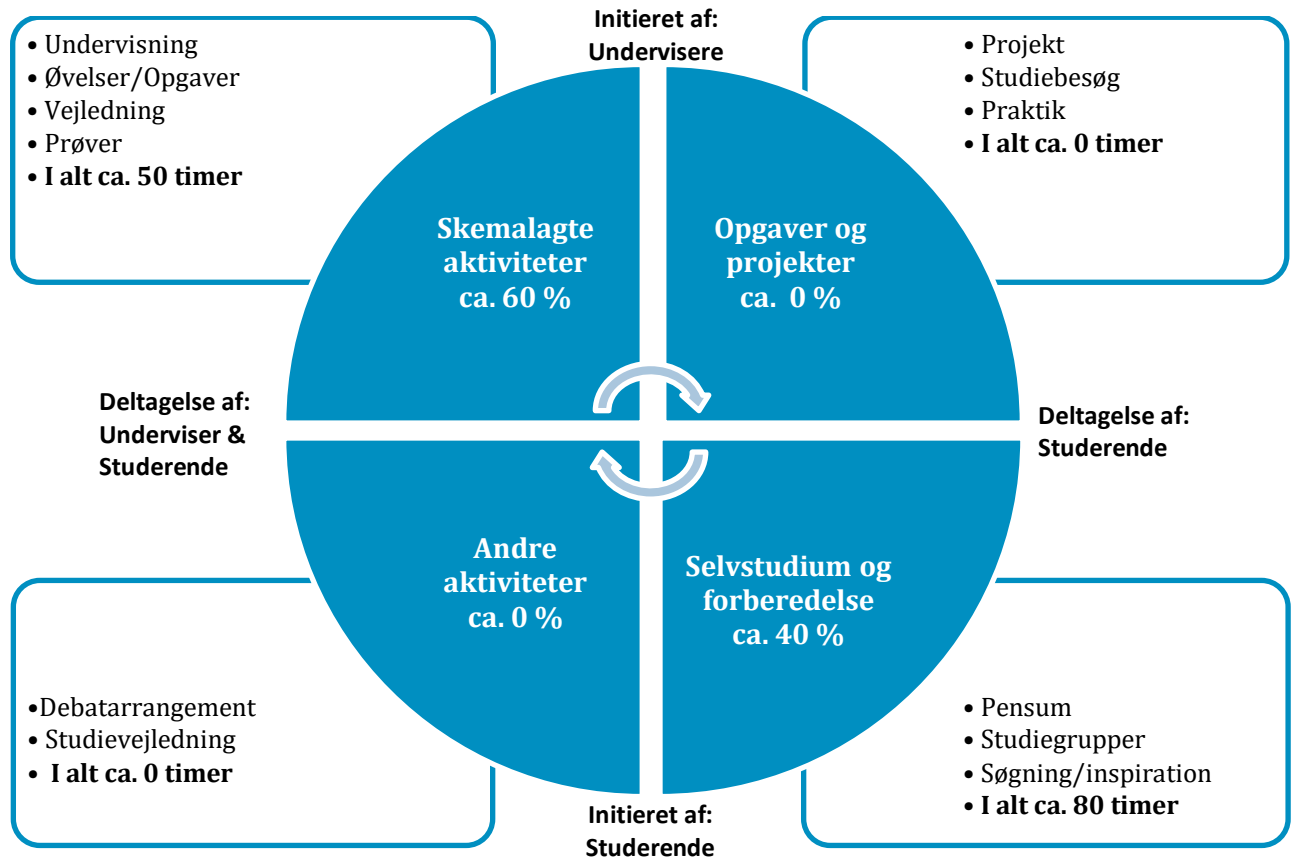 Initieret af:
Undervisere
• Undervisning
• Øvelser/Opgaver
• Vejledning
• Prøver
• I alt ca. 50 timer
• Projekt
• Studiebesøg
• Praktik
• I alt ca. 0 timer
Skemalagte
aktiviteter
ca. 60 %
Opgaver og
projekter
ca. 0 %
Deltagelse af:
Underviser &
Studerende
Deltagelse af:
Studerende
Andre
aktiviteter
ca. 0 %
Selvstudium og
forberedelse
ca. 40 %
•Debatarrangement
• Studievejledning
• I alt ca. 0 timer
• Pensum
• Studiegrupper
• Søgning/inspiration
• I alt ca. 80 timer
Initieret af:
Studerende